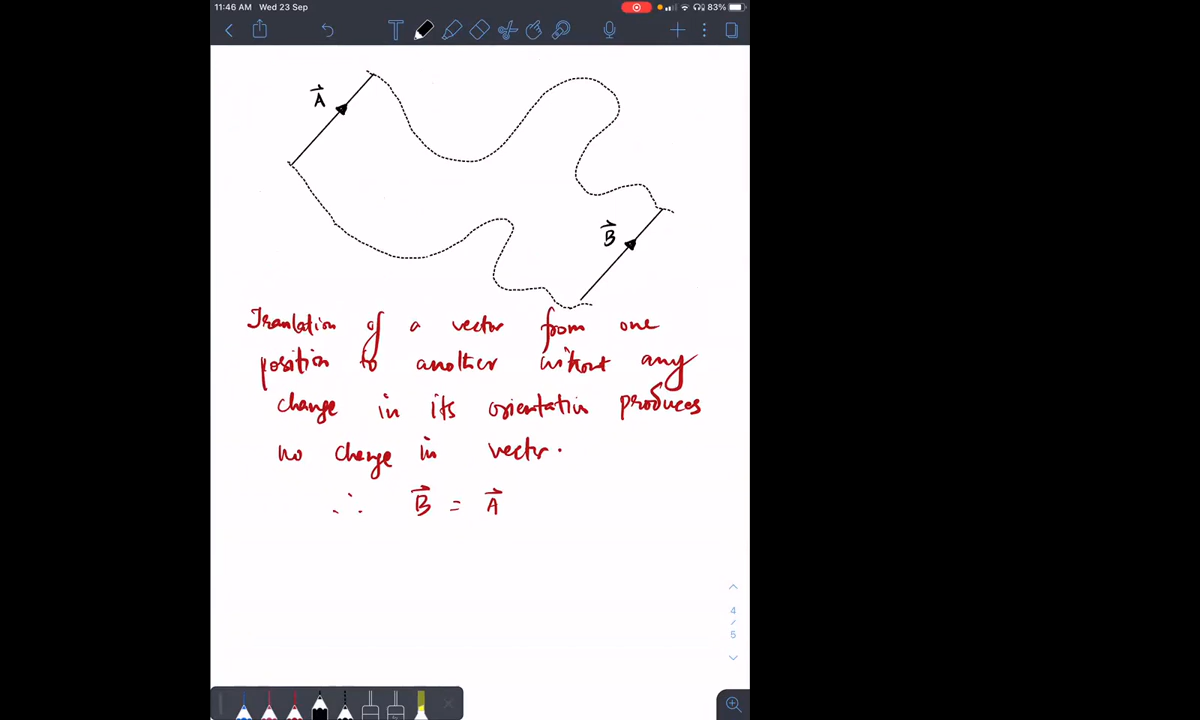 11:46 AM Wed 23 Sep
83%
A
B
Tranlation of a vector from one
position to another without any
change in its orientation produces
no change in vector.
∴ B⃗ = A⃗
4
/
5